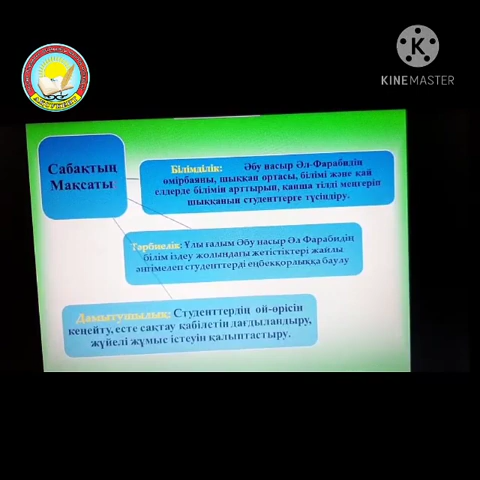 KINEMASTER
Сабақтың
Мақсаты
Білімділік: Әбу насыр Әл-Фарабидің
өмірбаяны, шыққан ортасы, білімі және қай
елдерде білімін арттырып, қанша тілді меңгеріп
шыққанын студенттерге түсіндіру.
Тәрбиелік: Ұлы ғалым Әбу насыр Әл Фарабидің
білім іздеу жолындағы жетістіктері жайлы
әңгімелеп студенттерді еңбекқорлыққа баулу
Дамытушылық: Студенттердің ой-өрісін
кеңейту, есте сақтау қабілетін дағдыландыру,
жүйелі жұмыс істеуін қалыптастыру.